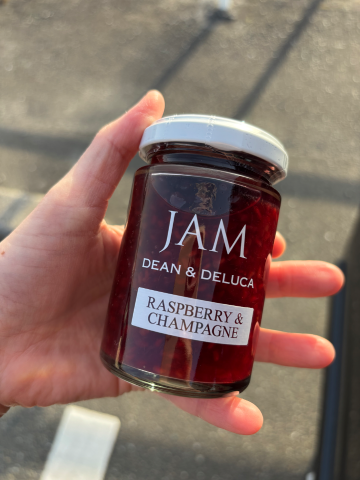 JAM
DEAN & DELUCA
RASPBERRY &
CHAMPAGNE